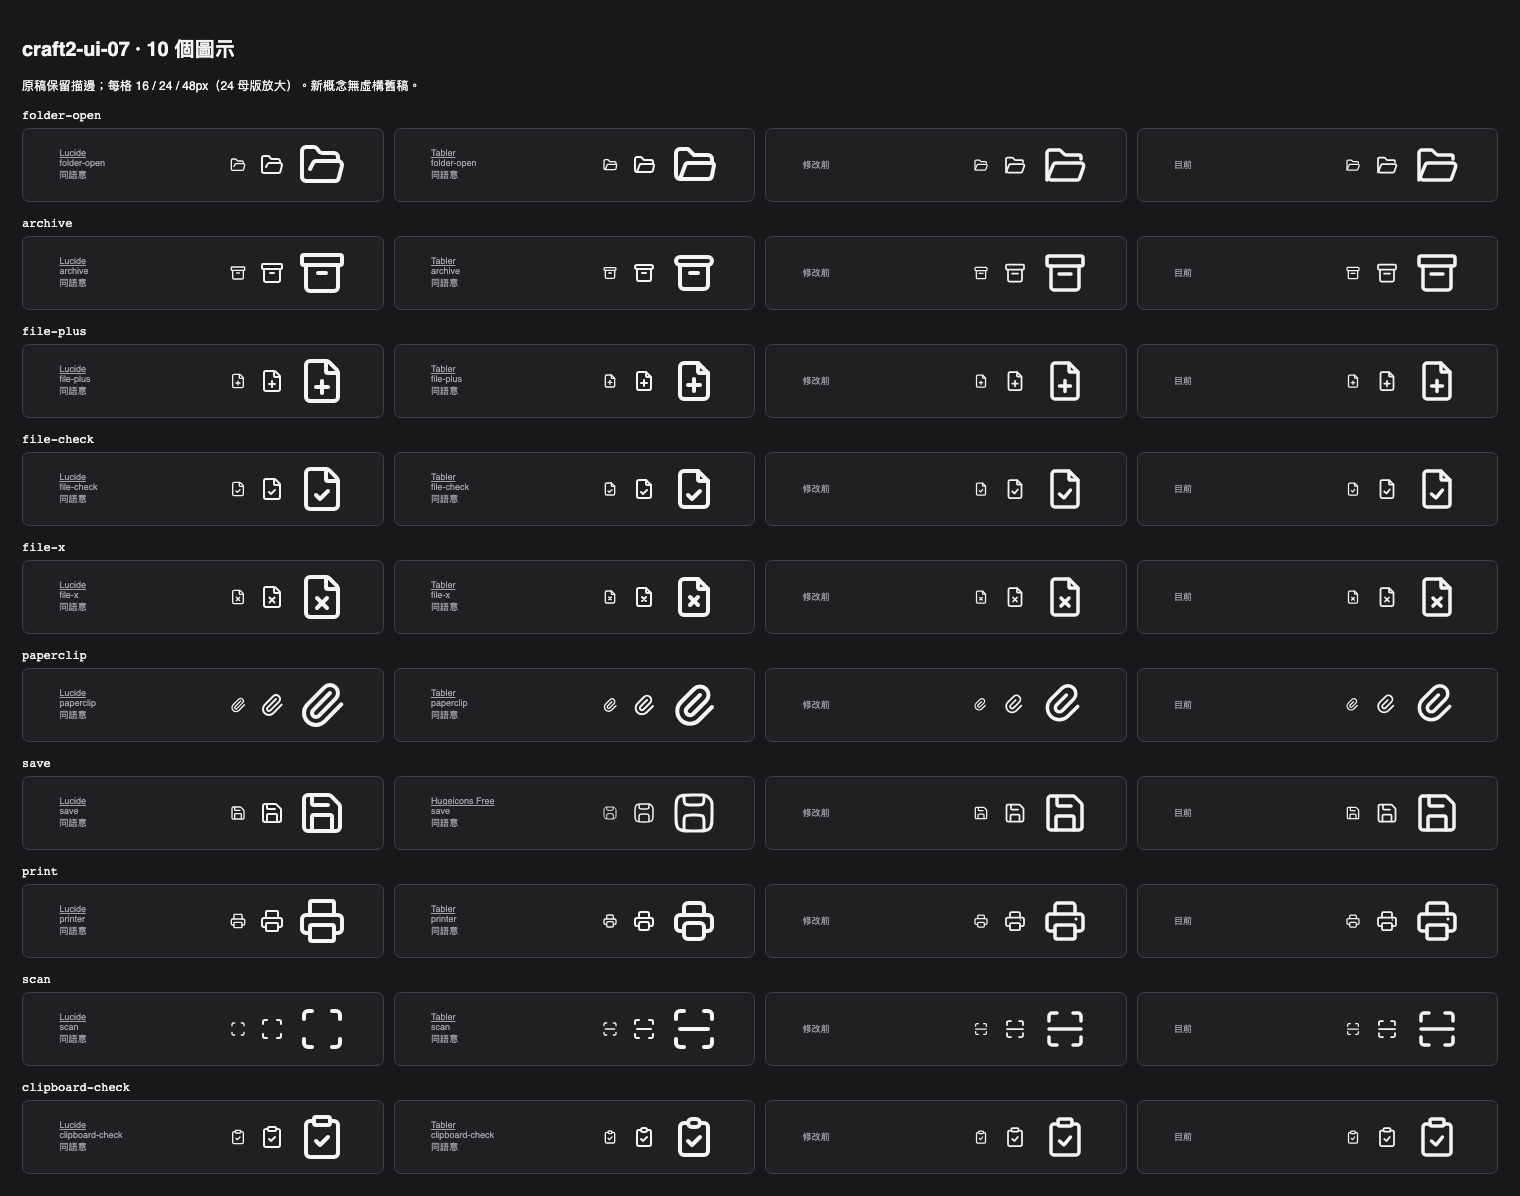 craft2-ui-07 · 10 個圖示
原稿保留描邊；每格 16 / 24 / 48px（24 母版放大）。新概念無虛構舊稿。
folder-open
Lucide
folder-open
同語意
Tabler
folder-open
同語意
修改前
目前
archive
Lucide
archive
同語意
Tabler
archive
同語意
修改前
目前
file-plus
Lucide
file-plus
同語意
Tabler
file-plus
同語意
修改前
目前
file-check
Lucide
file-check
同語意
Tabler
file-check
同語意
修改前
目前
file-x
Lucide
file-x
同語意
Tabler
file-x
同語意
修改前
目前
paperclip
Lucide
paperclip
同語意
Tabler
paperclip
同語意
修改前
目前
save
Lucide
save
同語意
Hugeicons Free
save
同語意
修改前
目前
print
Lucide
printer
同語意
Tabler
printer
同語意
修改前
目前
scan
Lucide
scan
同語意
Tabler
scan
同語意
修改前
目前
clipboard-check
Lucide
clipboard-check
同語意
Tabler
clipboard-check
同語意
修改前
目前